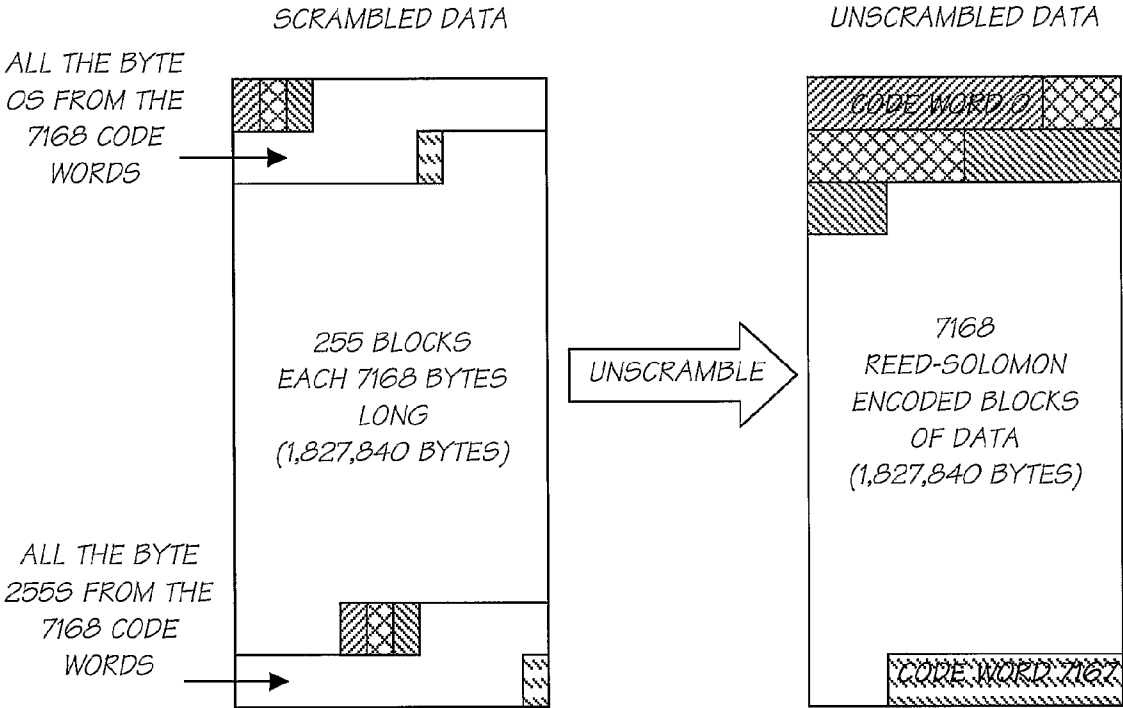 SCRAMBLED DATA
UNSCRAMBLED DATA
ALL THE BYTE
0S FROM THE
7168 CODE
WORDS
CODE WORD 0
255 BLOCKS
EACH 7168 BYTES
LONG
(1,827,840 BYTES)
UNSCRAMBLE
7168
REED-SOLOMON
ENCODED BLOCKS
OF DATA
(1,827,840 BYTES)
ALL THE BYTE
255S FROM THE
7168 CODE
WORDS
CODE WORD 7167